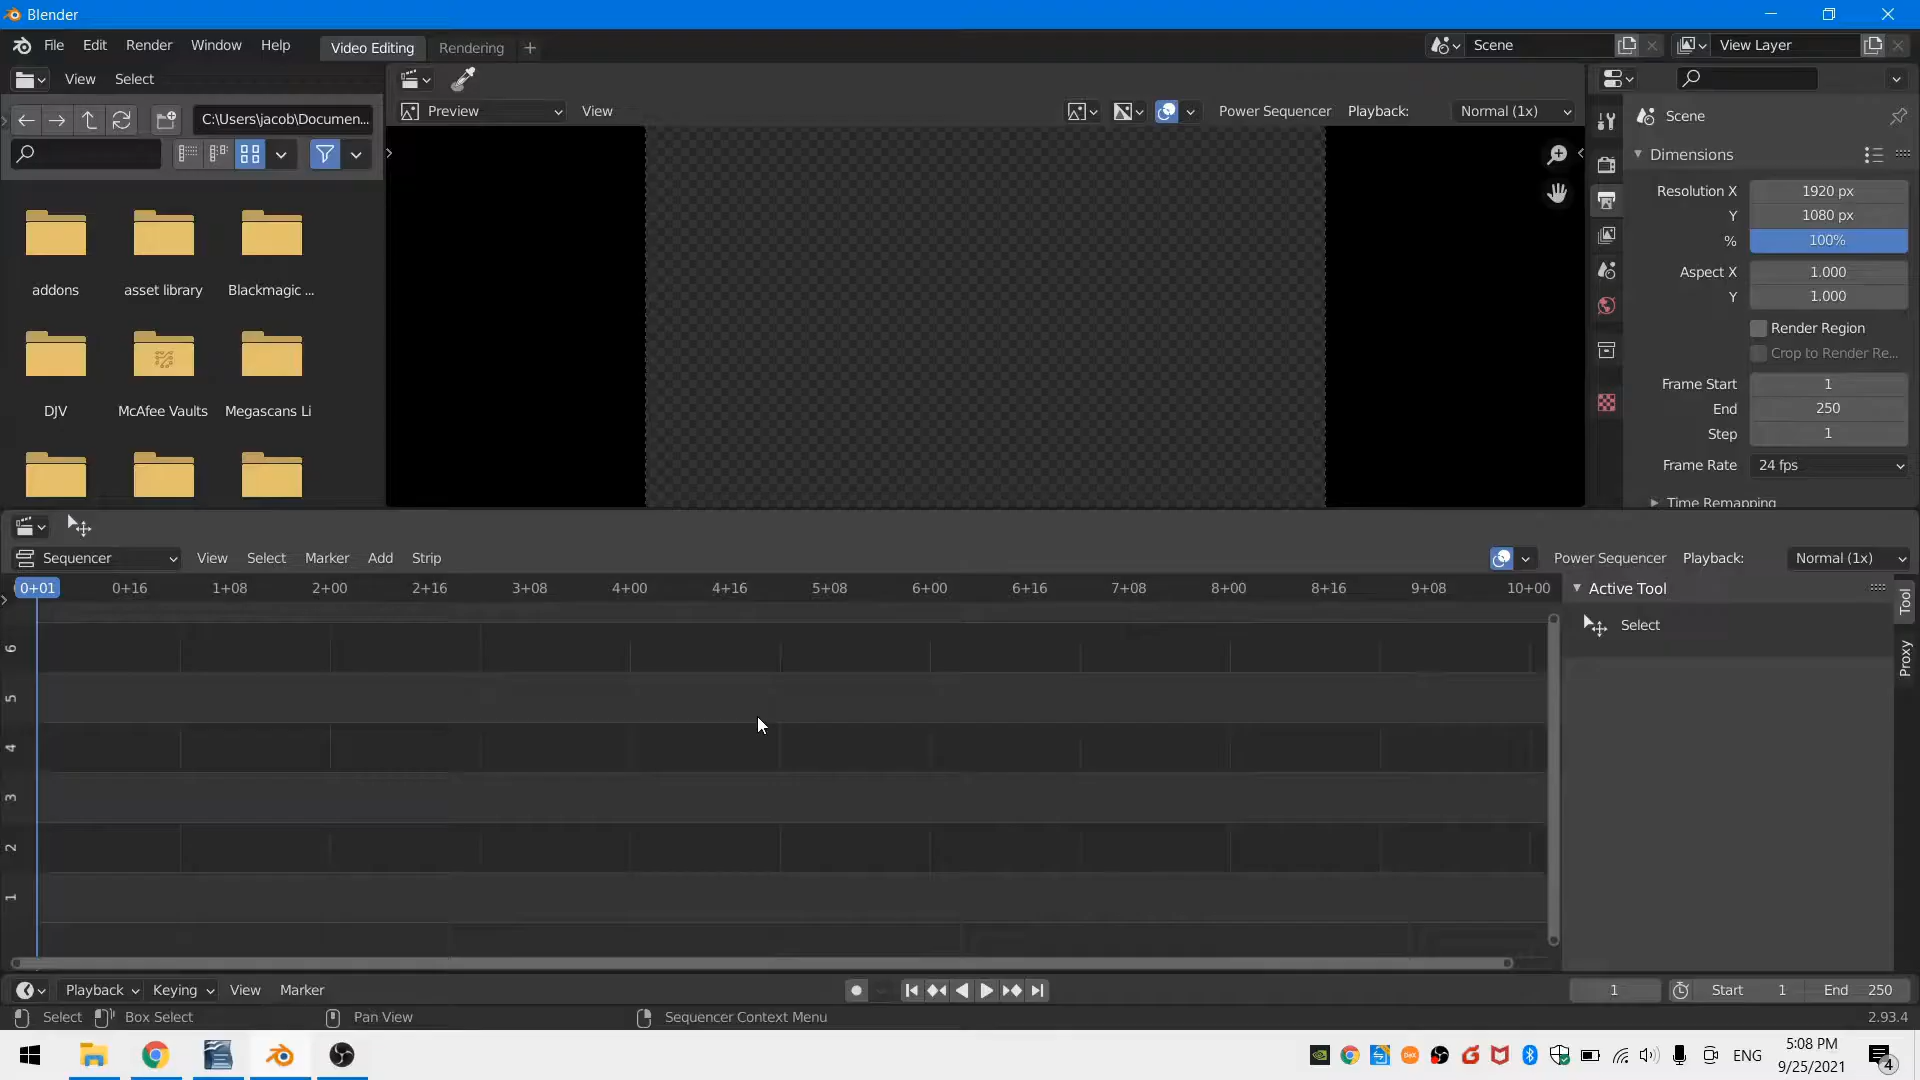 Blender
File Edit Render Window Help Video Editing Rendering + Scene View Layer
View Select
C:\Users\jacob\Documen...
Preview View Power Sequencer Playback: Normal (1x)
addons asset library Blackmagic ...
DJV McAfee Vaults Megascans Li
Scene
Dimensions
Resolution X 1920 px
Y 1080 px
% 100%
Aspect X 1.000
Y 1.000
Render Region
Crop to Render Re...
Frame Start 1
End 250
Step 1
Frame Rate 24 fps
Time Remapping
Sequencer View Select Marker Add Strip Power Sequencer Playback: Normal (1x)
0+01 0+16 1+08 2+00 2+16 3+08 4+00 4+16 5+08 6+00 6+16 7+08 8+00 8+16 9+08 10+00
6
5
4
3
2
1
Active Tool
Select
Tool
Proxy
Playback Keying View Marker 1 Start 1 End 250
Select Box Select Pan View Sequencer Context Menu 2.93.4
ENG 5:08 PM
9/25/2021 4